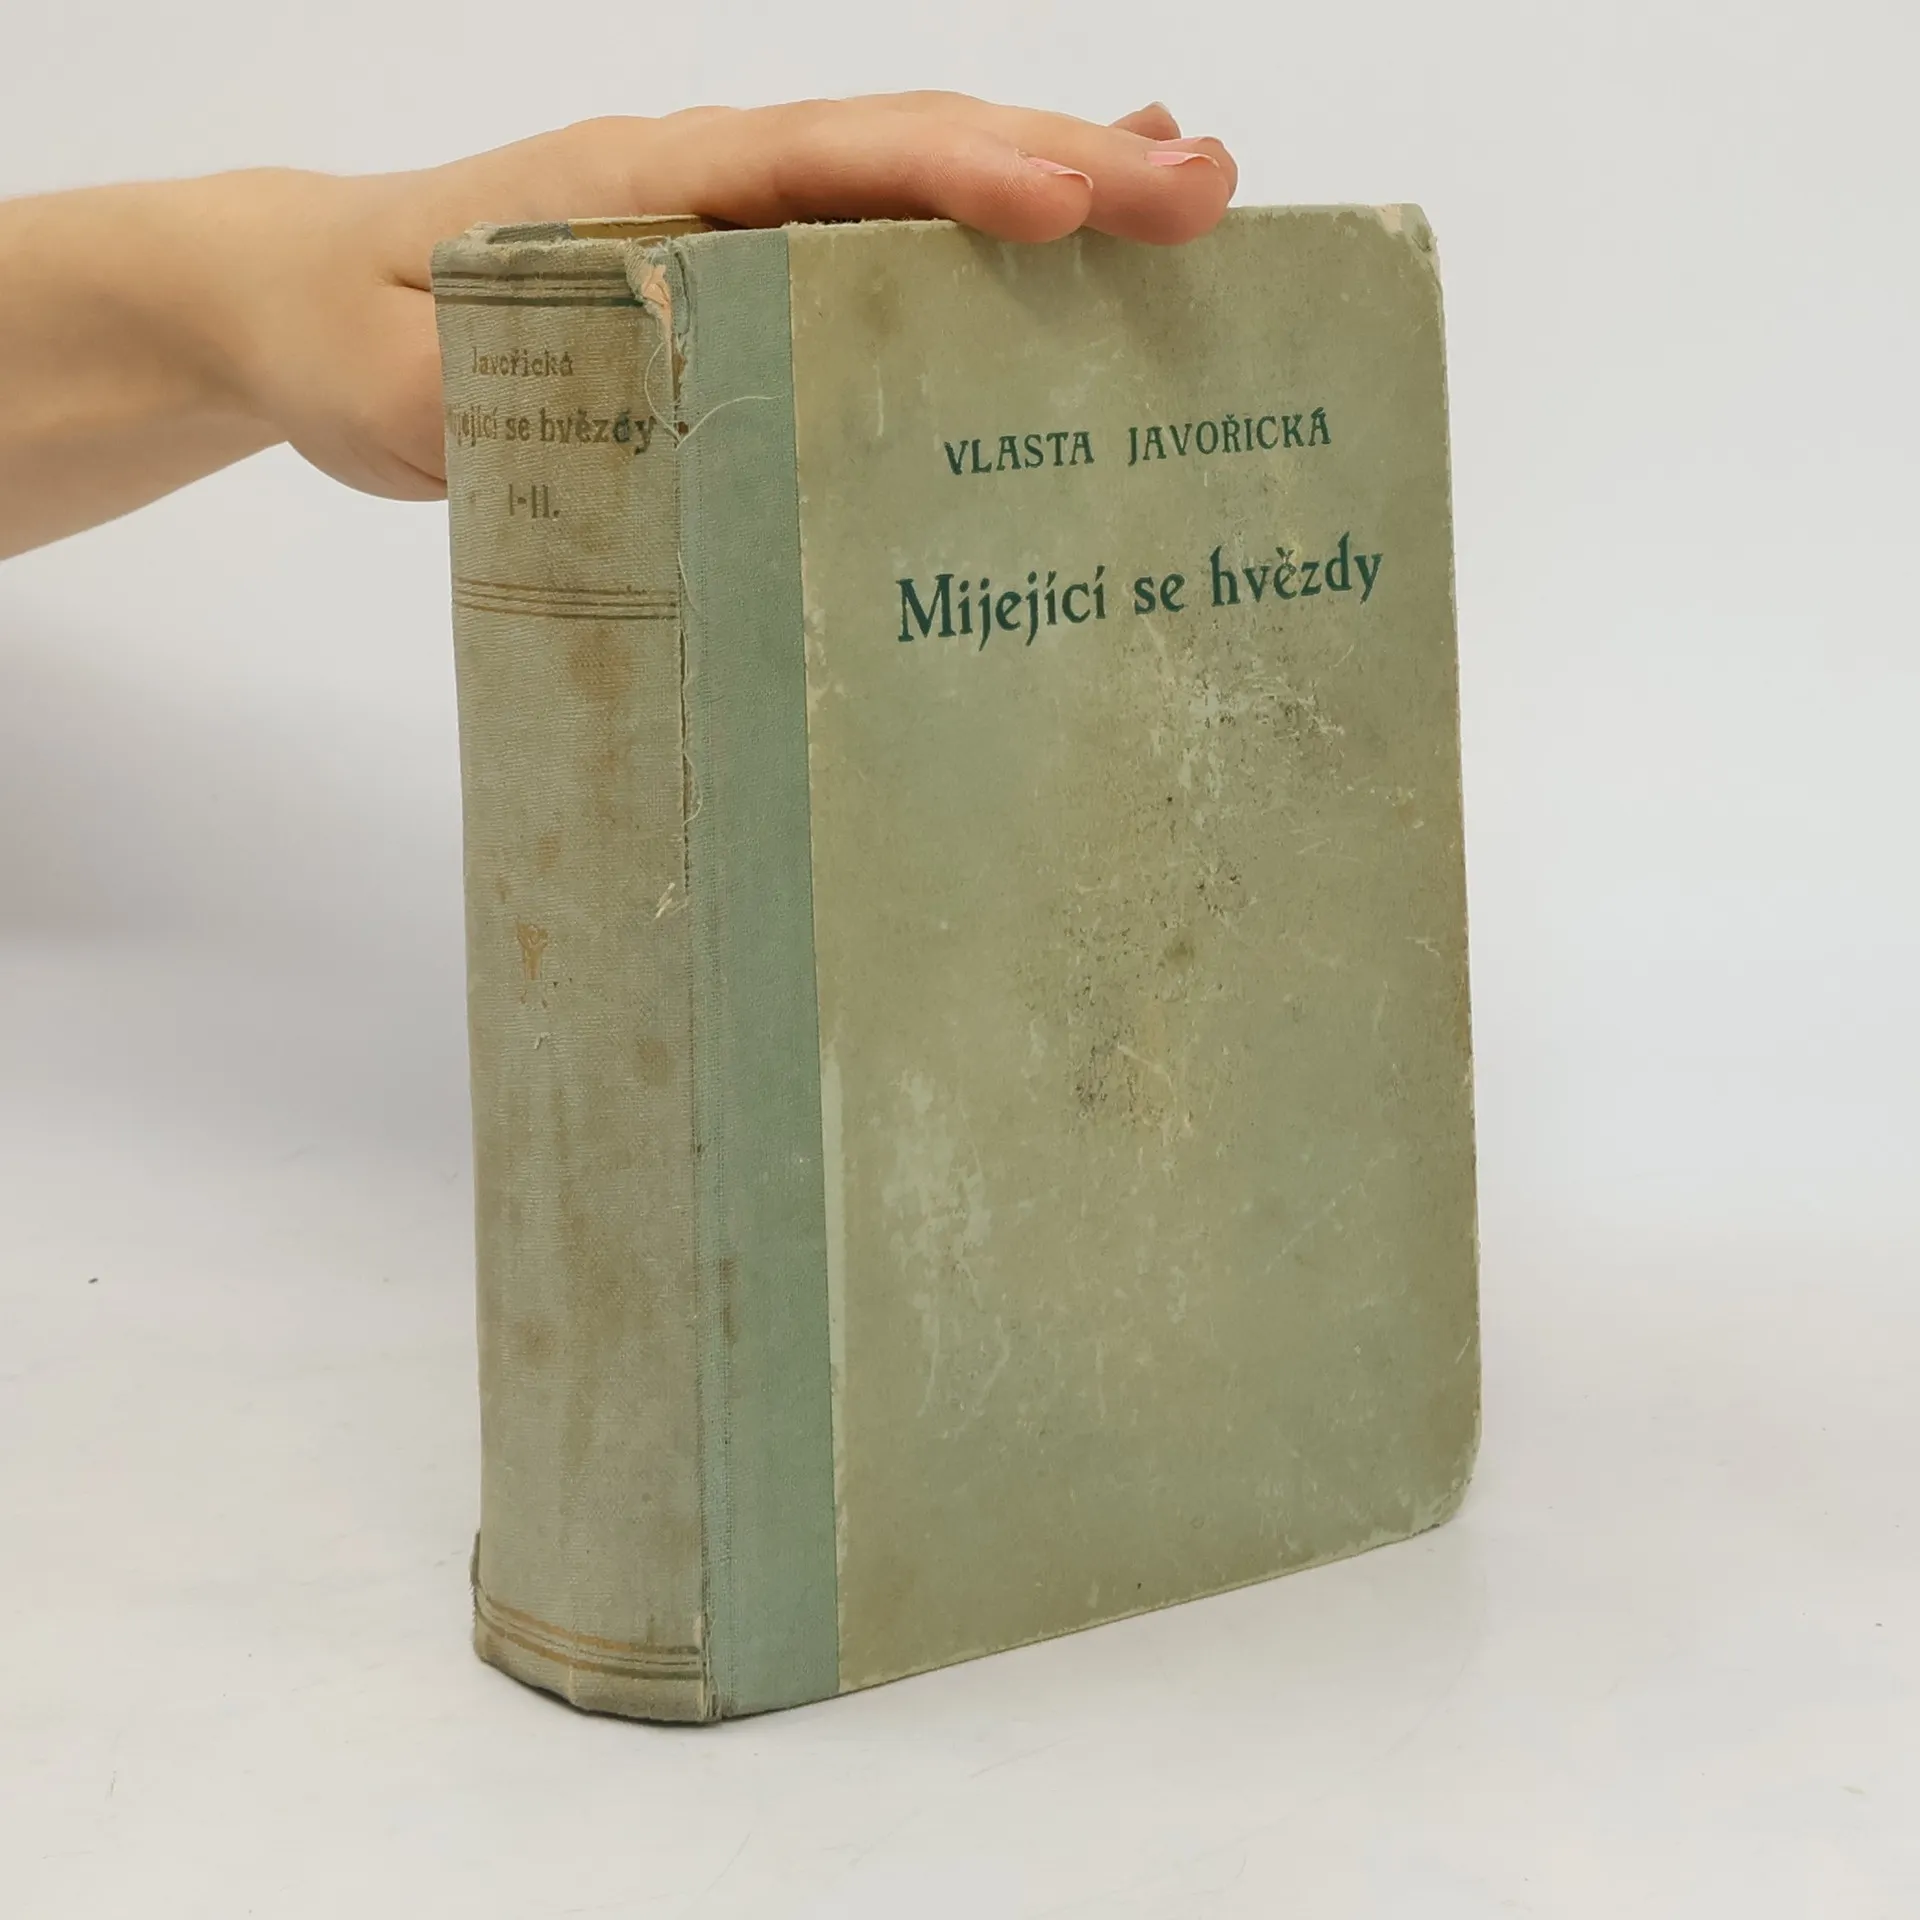 Javořická
Mijející se hvězdy
I-II.
VLASTA JAVOŘICKÁ
Mijející se hvězdy